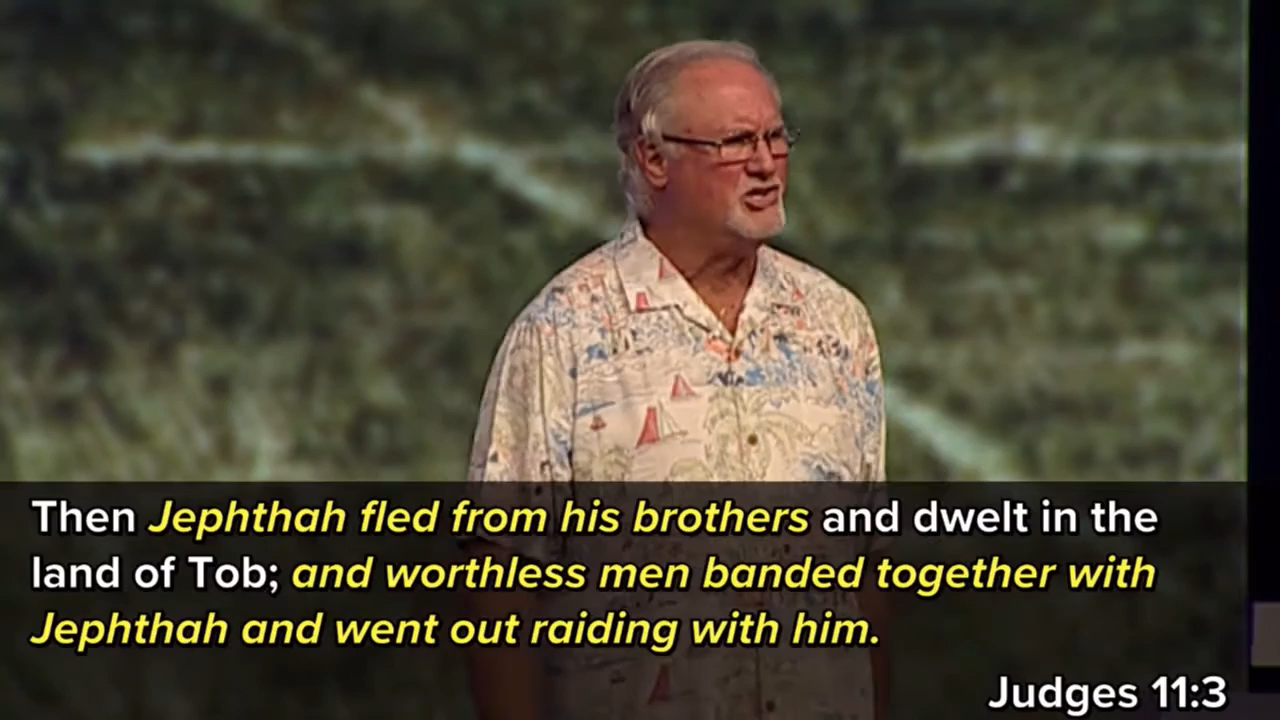 Then Jephthah fled from his brothers and dwelt in the
land of Tob; and worthless men banded together with
Jephthah and went out raiding with him.
Judges 11:3